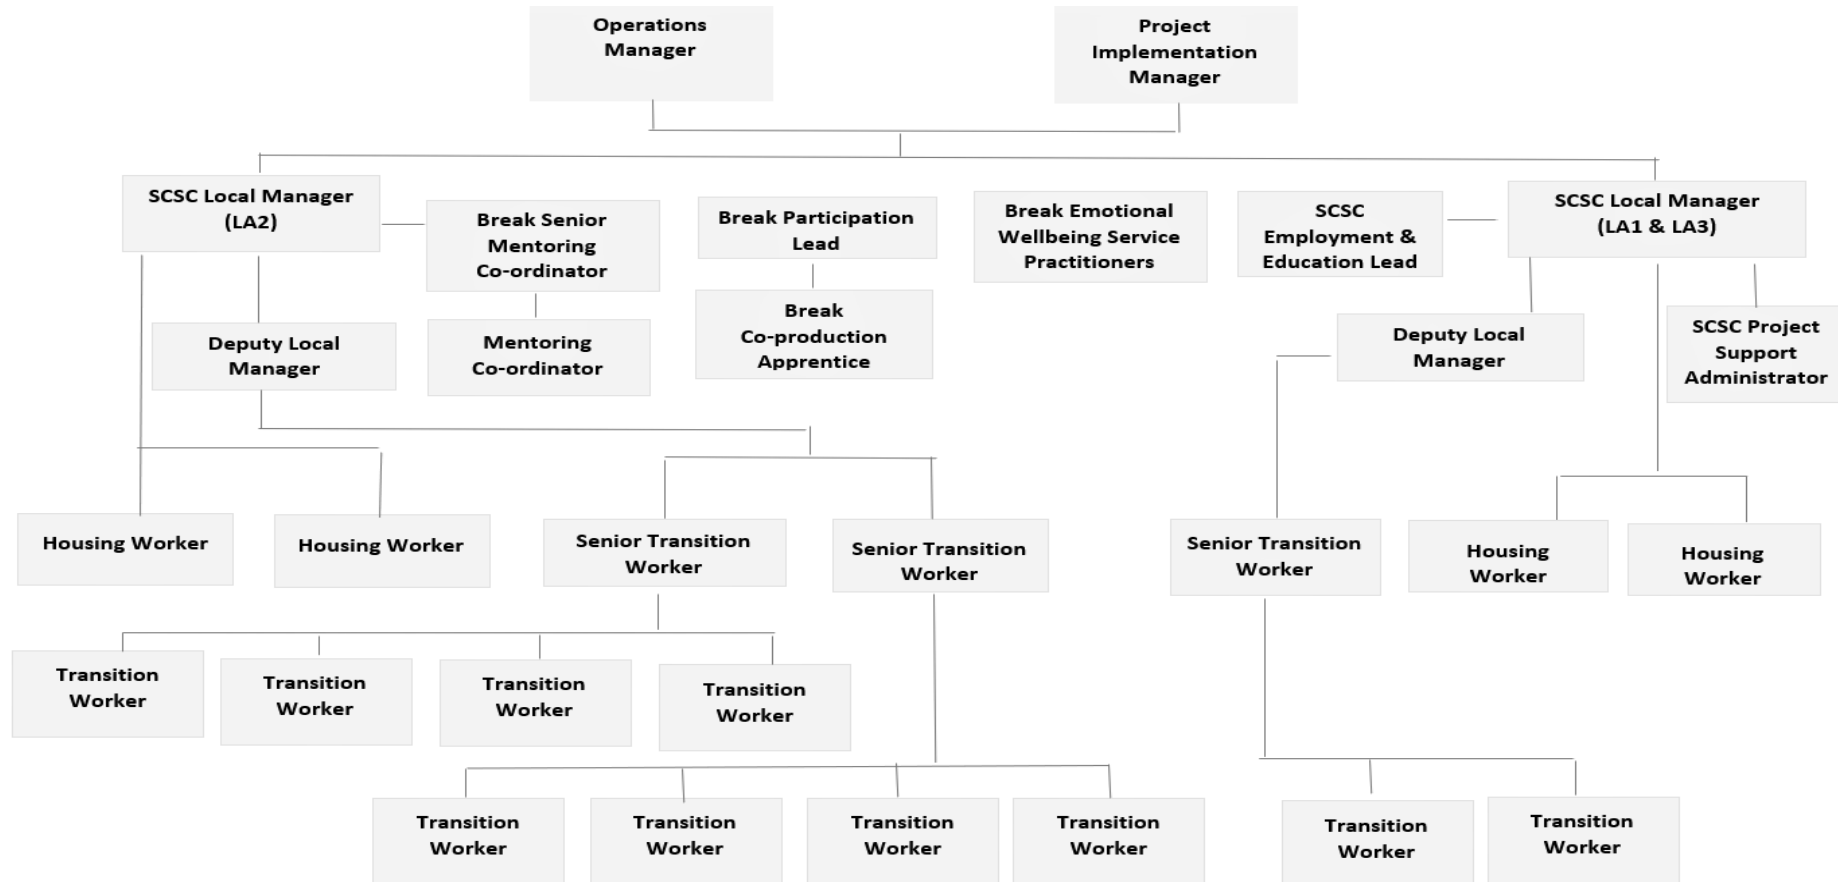 Operations
Manager
Project
Implementation
Manager
SCSC Local Manager
(LA2)
Break Senior
Mentoring
Co-ordinator
Break Participation
Lead
Break Emotional
Wellbeing Service
Practitioners
SCSC
Employment &
Education Lead
SCSC Local Manager
(LA1 & LA3)
Deputy Local
Manager
Mentoring
Co-ordinator
Break
Co-production
Apprentice
Deputy Local
Manager
SCSC Project
Support
Administrator
Housing Worker
Housing Worker
Senior Transition
Worker
Senior Transition
Worker
Senior Transition
Worker
Housing
Worker
Housing
Worker
Transition
Worker
Transition
Worker
Transition
Worker
Transition
Worker
Transition
Worker
Transition
Worker
Transition
Worker
Transition
Worker
Transition
Worker
Transition
Worker